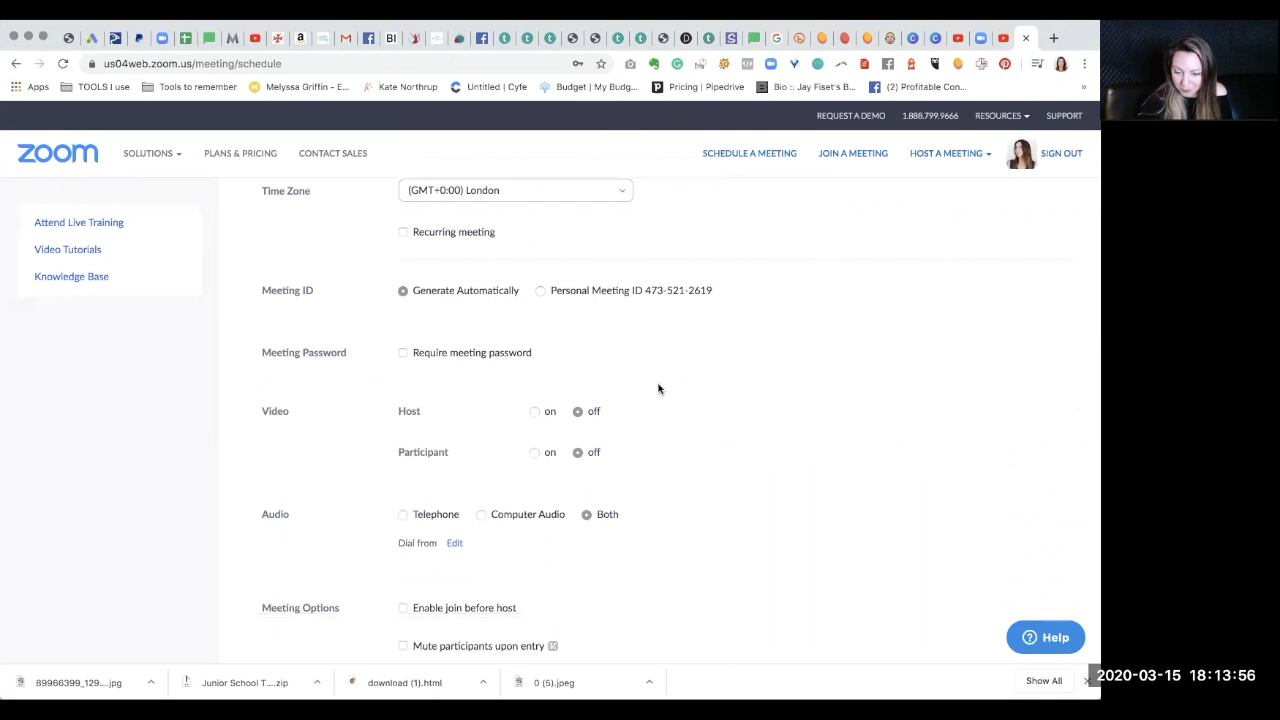 us04web.zoom.us/meeting/schedule
Apps TOOLS I use Tools to remember Melyssa Griffin - E... Kate Northrup Untitled | Cyfe Budget | My Budg... Pricing | Pipedrive Bio :: Jay Fiset's B... (2) Profitable Con... »
REQUEST A DEMO 1.888.799.9666 RESOURCES SUPPORT
zoom SOLUTIONS PLANS & PRICING CONTACT SALES SCHEDULE A MEETING JOIN A MEETING HOST A MEETING SIGN OUT
Time Zone (GMT+0:00) London
Attend Live Training
Recurring meeting
Video Tutorials
Knowledge Base
Meeting ID Generate Automatically Personal Meeting ID 473-521-2619
Meeting Password Require meeting password
Video Host on off
Participant on off
Audio Telephone Computer Audio Both
Dial from Edit
Meeting Options Enable join before host
Mute participants upon entry
Help
89966399_129....jpg Junior School T....zip download (1).html 0 (5).jpeg Show All
2020-03-15 18:13:56